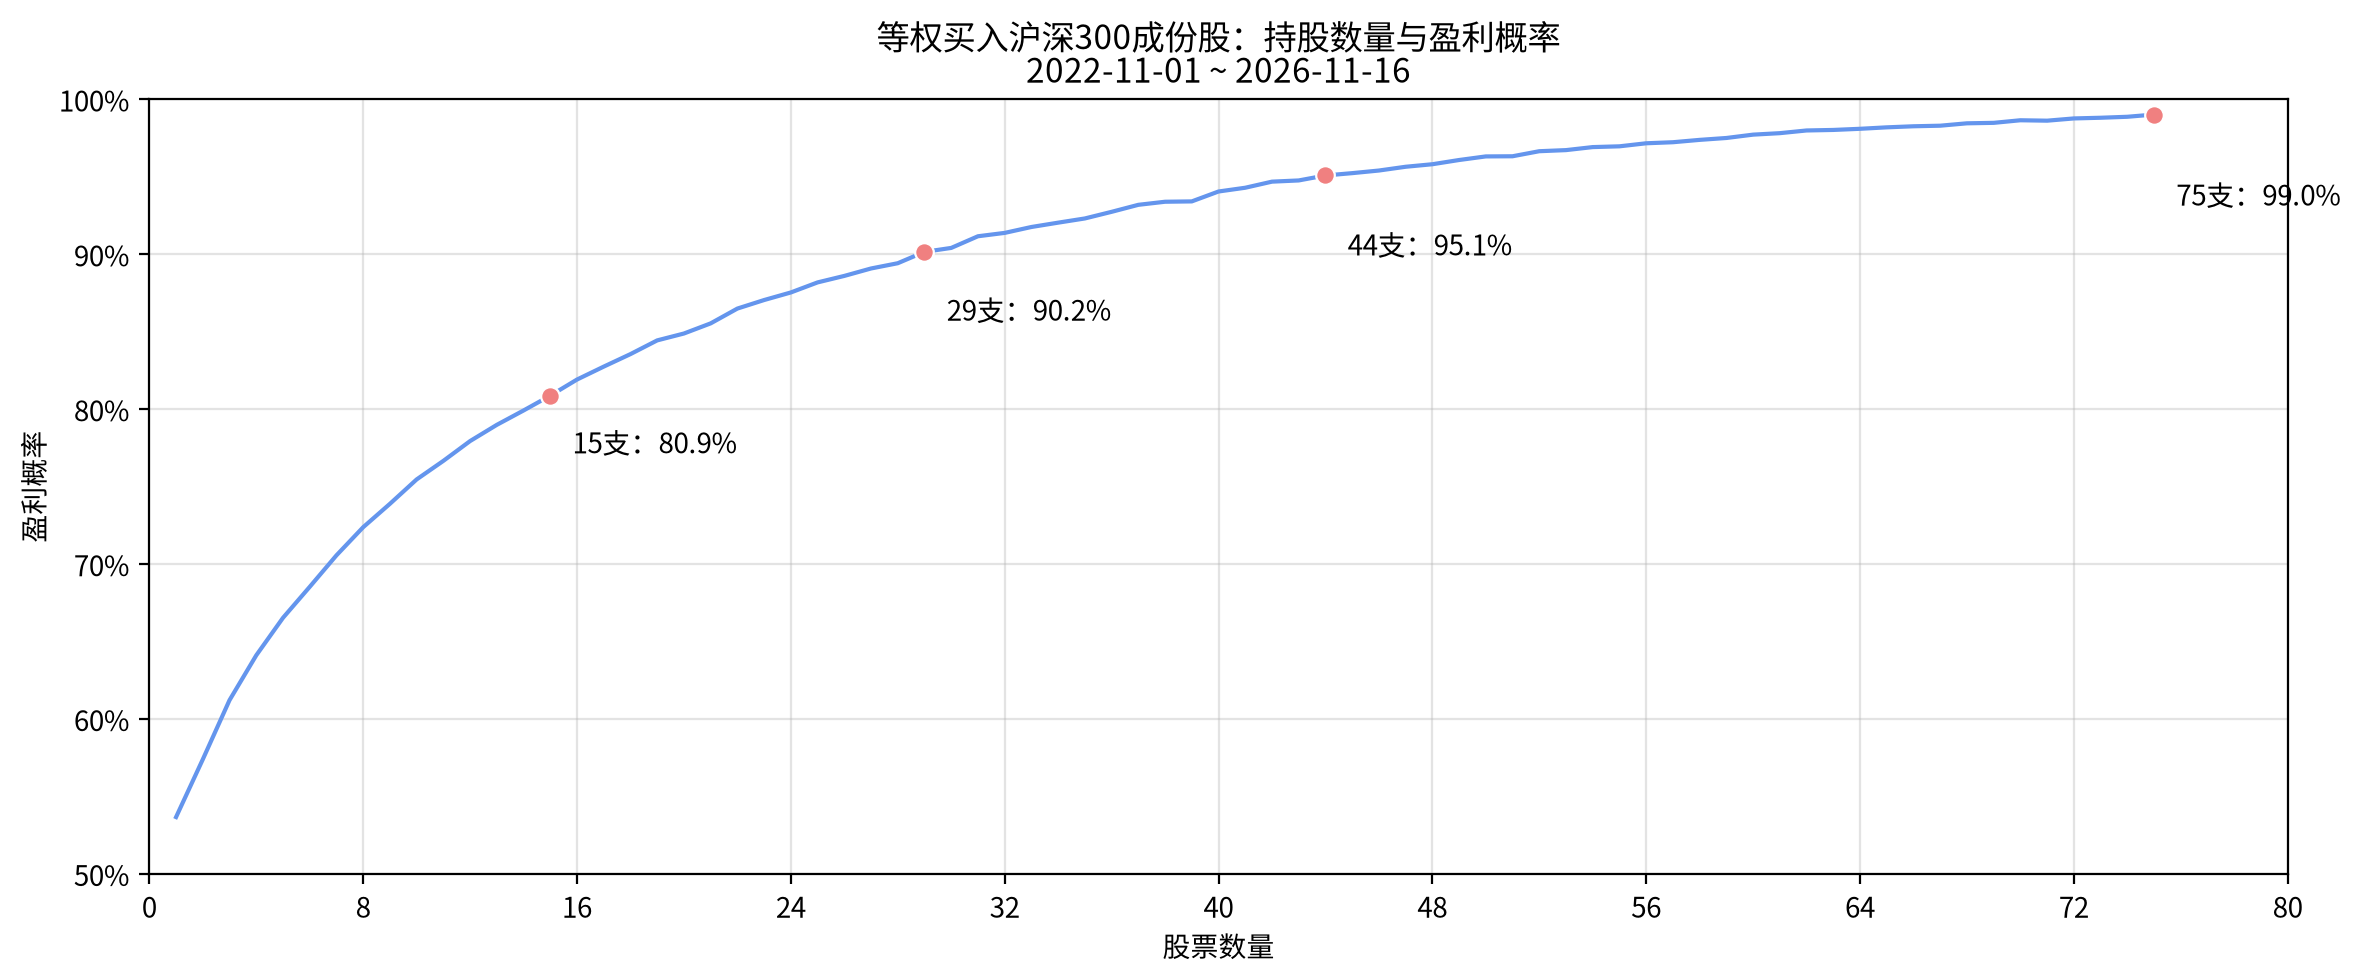 等权买入沪深300成份股：持股数量与盈利概率
2022-11-01 ~ 2026-11-16
100%
90%
80%
70%
60%
50%
盈利概率
15支：80.9%
29支：90.2%
44支：95.1%
75支：99.0%
0 8 16 24 32 40 48 56 64 72 80
股票数量